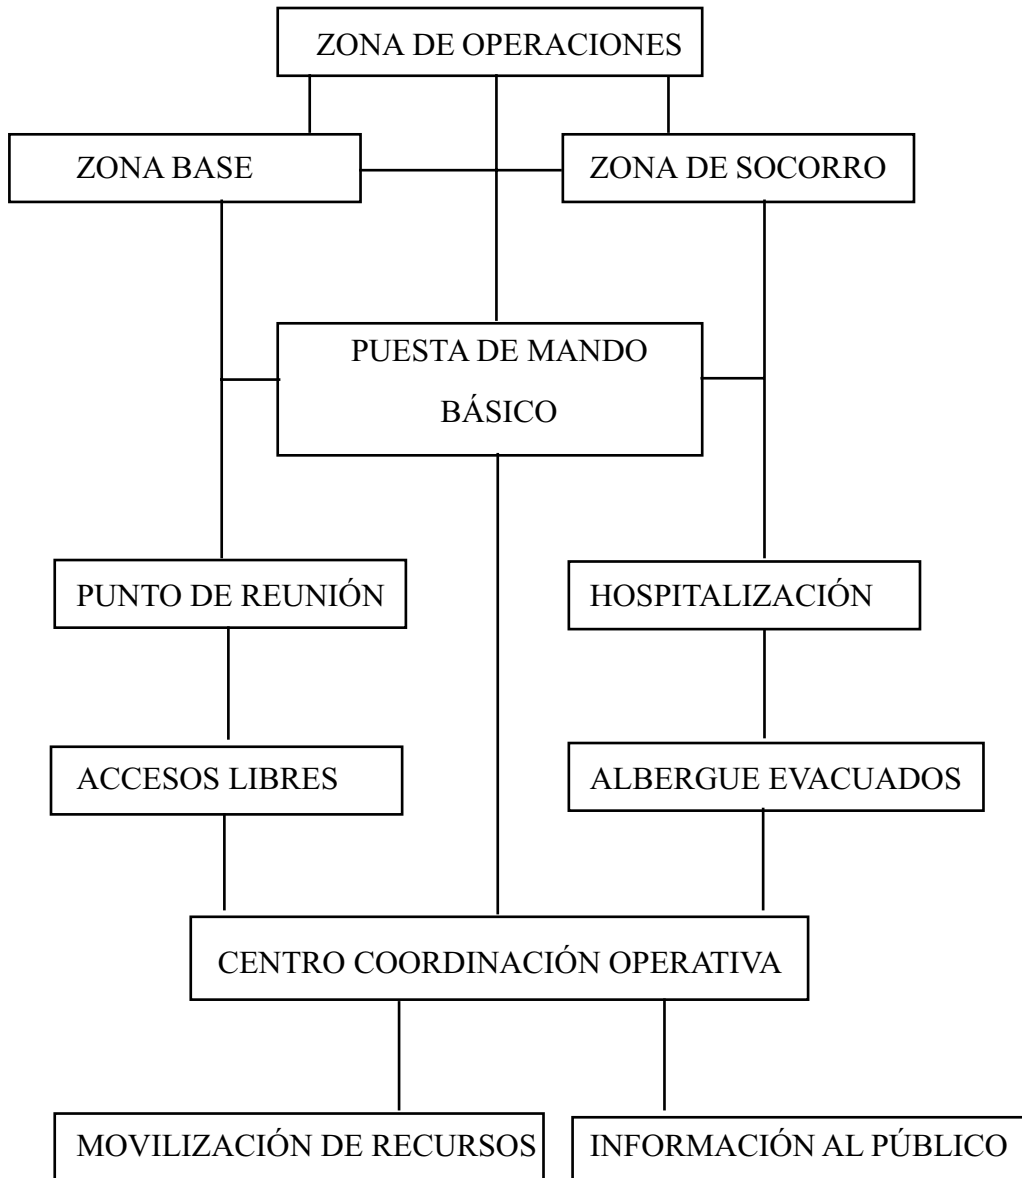 ZONA DE OPERACIONES
ZONA BASE
ZONA DE SOCORRO
PUESTA DE MANDO
BÁSICO
PUNTO DE REUNIÓN
HOSPITALIZACIÓN
ACCESOS LIBRES
ALBERGUE EVACUADOS
CENTRO COORDINACIÓN OPERATIVA
MOVILIZACIÓN DE RECURSOS
INFORMACIÓN AL PÚBLICO